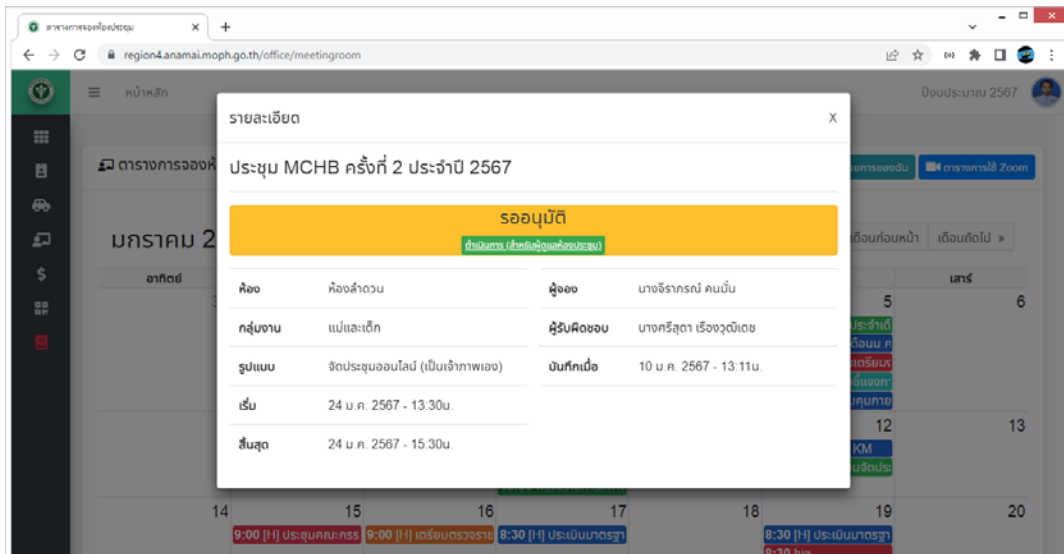 ตารางการจองห้องประชุม
region4.anamai.moph.go.th/office/meetingroom
หน้าหลัก
ปีงบประมาณ 2567
รายละเอียด X
ตารางการจองห้
ตารางการใช้ Zoom
ประชุม MCHB ครั้งที่ 2 ประจำปี 2567
รออนุมัติ
ดำเนินการ (สำหรับผู้ดูแลห้องประชุม)
มกราคม 2
เดือนก่อนหน้า เดือนถัดไป »
อาทิตย์ เสาร์
ห้อง ห้องลำดวน ผู้จอง นางจิราภรณ์ คนมั่น
5 6
กลุ่มงาน แม่และเด็ก ผู้รับผิดชอบ นางศรีสุดา เรืองวุฒิเดช
รูปแบบ จัดประชุมออนไลน์ (เป็นเจ้าภาพเอง) บันทึกเมื่อ 10 ม.ค. 2567 - 13:11น.
เริ่ม 24 ม.ค. 2567 - 13:30น.
สิ้นสุด 24 ม.ค. 2567 - 15:30น.
12 13
KM
14 15 16 17 18 19 20
9:00 [H] ประชุมคณะกรร 9:00 [H] เตรียมตรวจราช 8:30 [H] ประเมินมาตรฐา 8:30 [H] ประเมินมาตรฐา